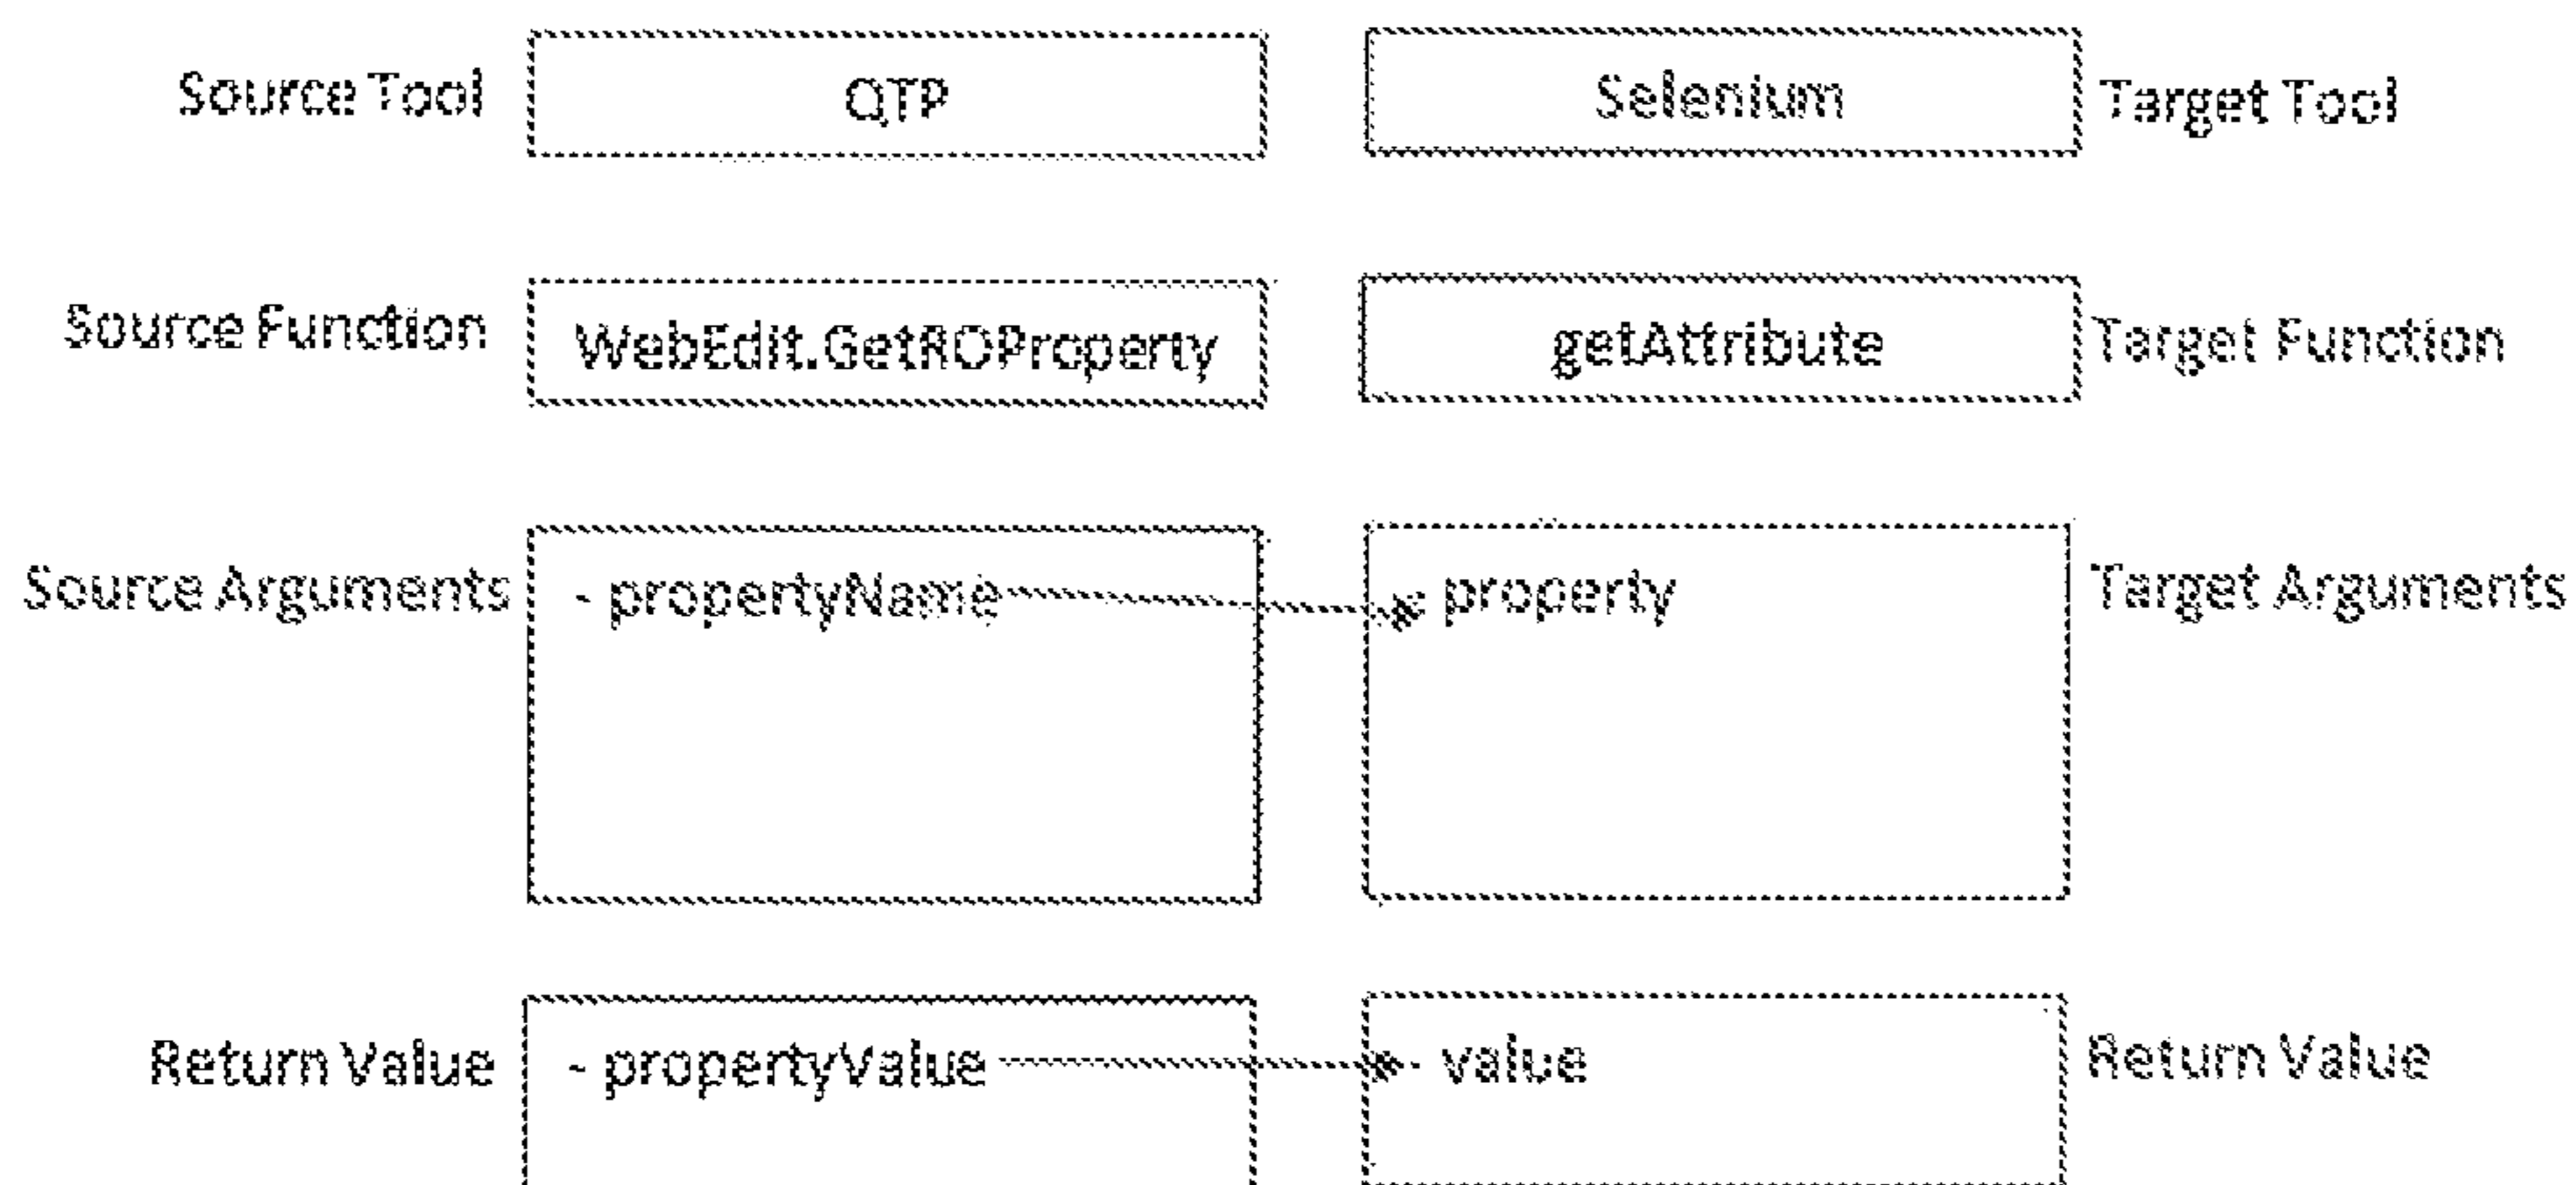 Source Tool QTP Selenium Target Tool
Source Function WebEdit.GetROProperty getAttribute Target Function
Source Arguments - propertyName - property Target Arguments
Return Value - propertyValue - value Return Value